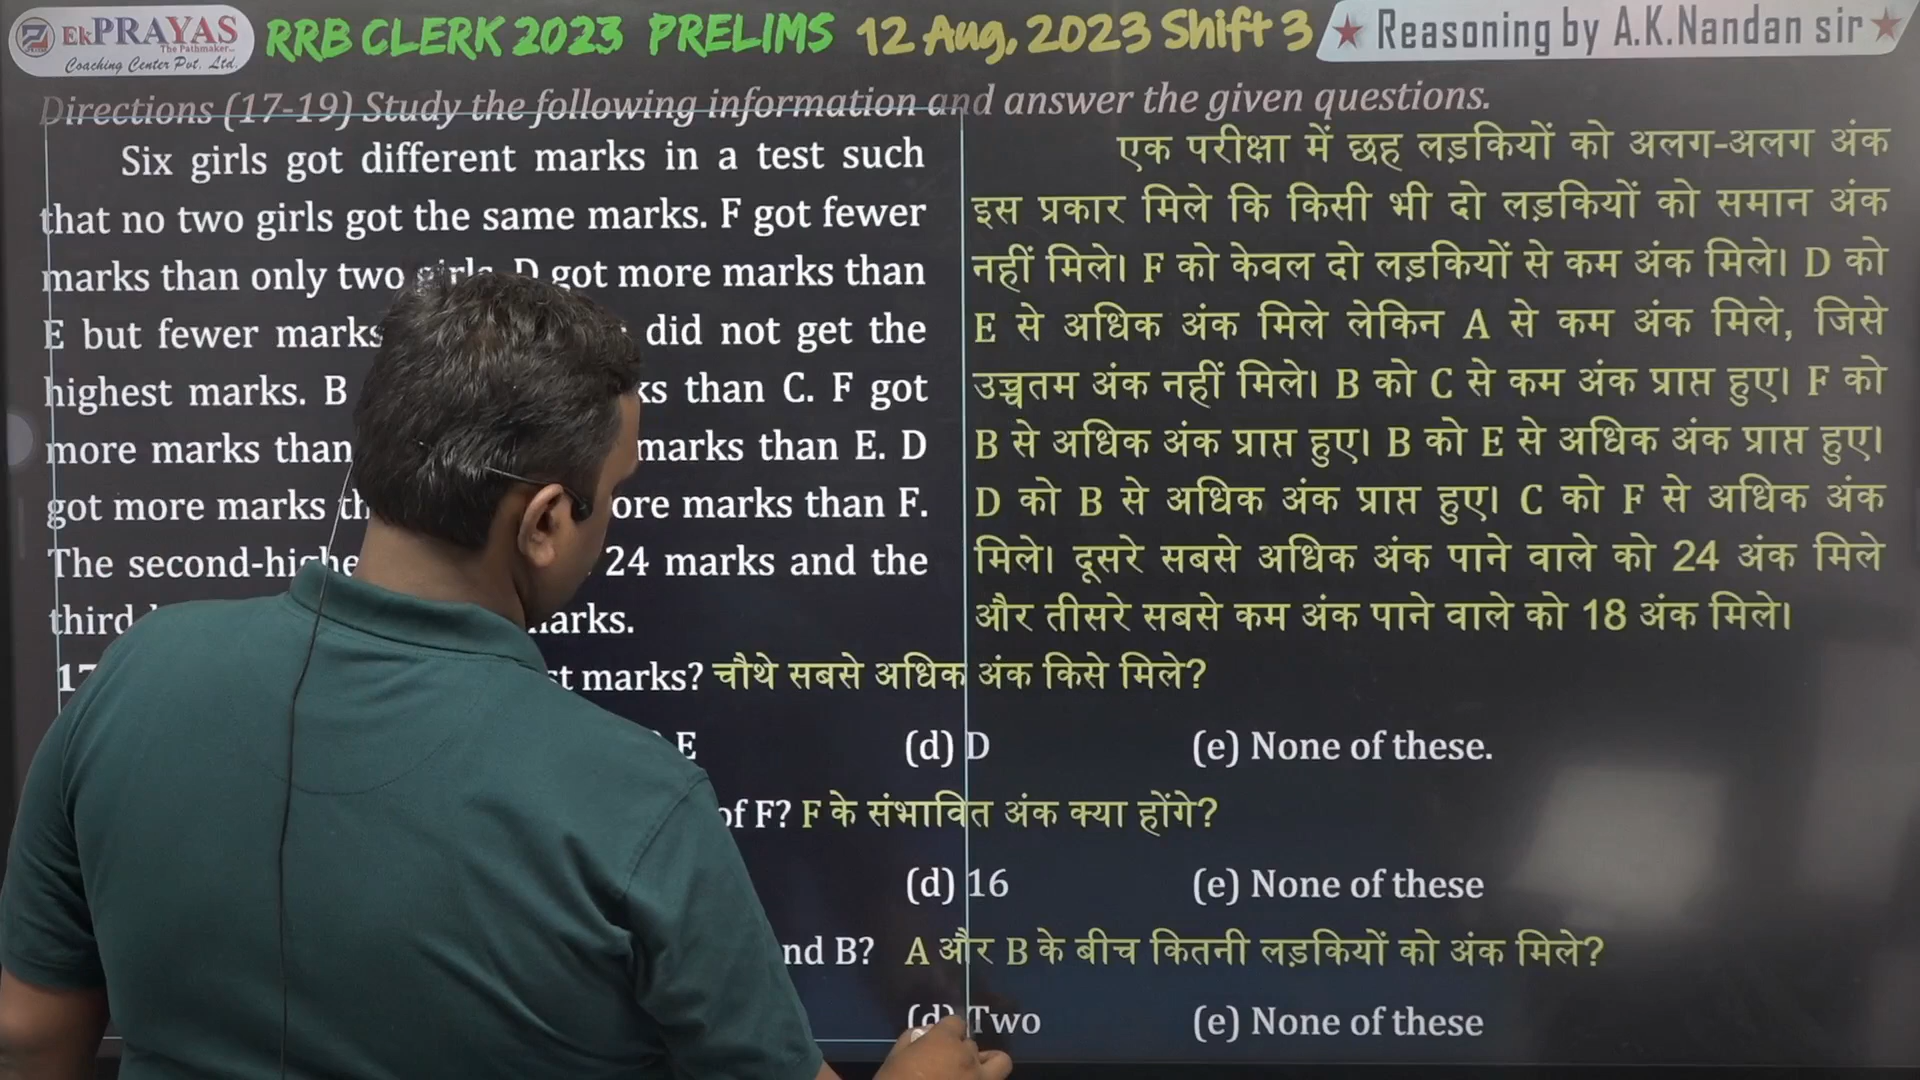 EKPRAYAS
The Pathmaker...
Coaching Center Pvt. Ltd.
RRB CLERK 2023 PRELIMS 12 Aug, 2023 Shift 3
Reasoning by A.K.Nandan sir
Directions (17-19) Study the following information and answer the given questions.
Six girls got different marks in a test such
that no two girls got the same marks. F got fewer
marks than only two girls. D got more marks than
E but fewer marks did not get the
highest marks. B than C. F got
more marks than marks than E. D
got more marks more marks than F.
The second-highest 24 marks and the
third marks.
एक परीक्षा में छह लड़कियों को अलग-अलग अंक
इस प्रकार मिले कि किसी भी दो लड़कियों को समान अंक
नहीं मिले। F को केवल दो लड़कियों से कम अंक मिले। D को
E से अधिक अंक मिले लेकिन A से कम अंक मिले, जिसे
उच्चतम अंक नहीं मिले। B को C से कम अंक प्राप्त हुए। F को
B से अधिक अंक प्राप्त हुए। B को E से अधिक अंक प्राप्त हुए।
D को B से अधिक अंक प्राप्त हुए। C को F से अधिक अंक
मिले। दूसरे सबसे अधिक अंक पाने वाले को 24 अंक मिले
और तीसरे सबसे कम अंक पाने वाले को 18 अंक मिले।
marks? चौथे सबसे अधिक अंक किसे मिले?
E (d) D (e) None of these.
of F? F के संभावित अंक क्या होंगे?
(d) 16 (e) None of these
and B? A और B के बीच कितनी लड़कियों को अंक मिले?
(d) Two (e) None of these